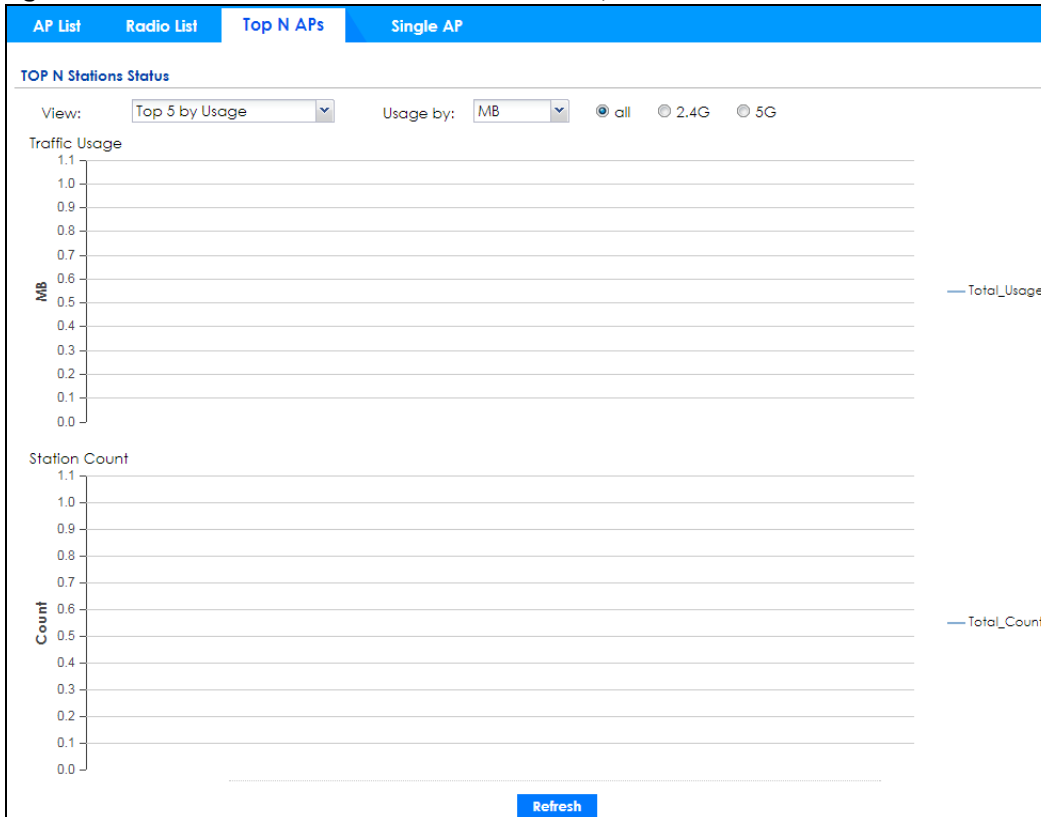 AP List Radio List Top N APs Single AP
TOP N Stations Status
View: Top 5 by Usage Usage by: MB all 2.4G 5G
Traffic Usage
1.1
1.0
0.9
0.8
0.7
0.6
0.5
0.4
0.3
0.2
0.1
0.0
MB
Total_Usage
Station Count
1.1
1.0
0.9
0.8
0.7
0.6
0.5
0.4
0.3
0.2
0.1
0.0
Count
Total_Count
Refresh